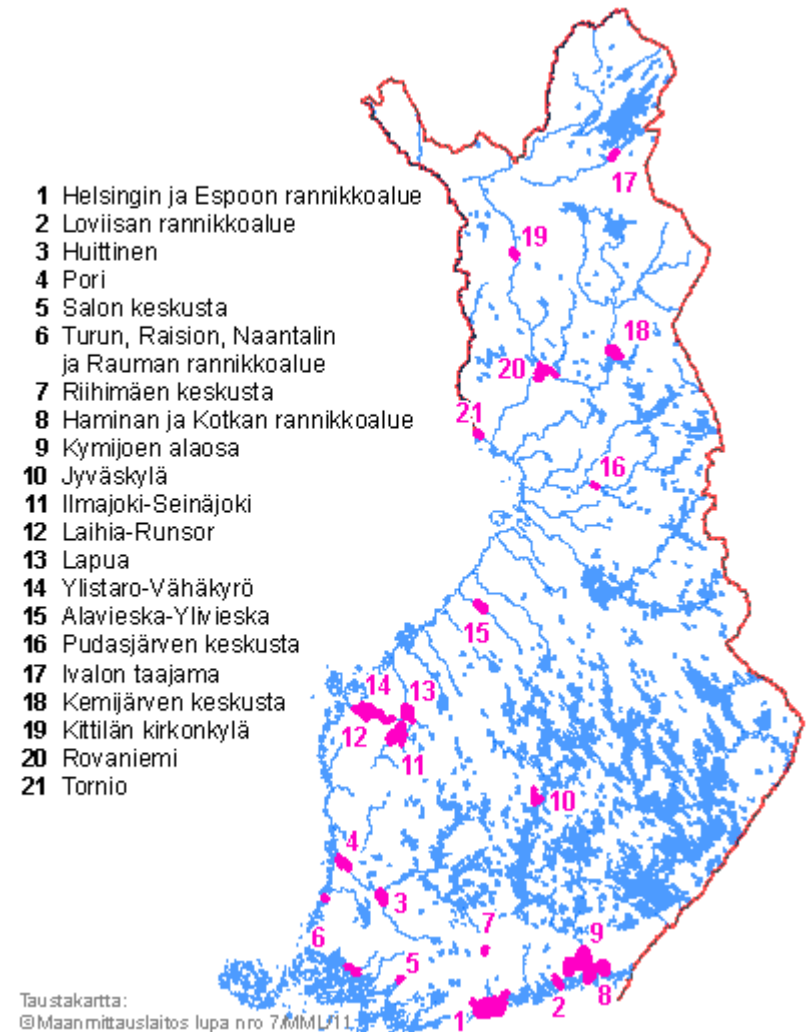 1 Helsingin ja Espoon rannikkoalue
2 Loviisan rannikkoalue
3 Huittinen
4 Pori
5 Salon keskusta
6 Turun, Raision, Naantalin
ja Rauman rannikkoalue
7 Riihimäen keskusta
8 Haminan ja Kotkan rannikkoalue
9 Kymijoen alaosa
10 Jyväskylä
11 Ilmajoki-Seinäjoki
12 Laihia-Runsor
13 Lapua
14 Ylistaro-Vähäkyrö
15 Alavieska-Ylivieska
16 Pudasjärven keskusta
17 Ivalon taajama
18 Kemijärven keskusta
19 Kittilän kirkonkylä
20 Rovaniemi
21 Tornio
17
19
18
20
21
16
15
14
13
12
11
10
4
3
7
9
6
5
8
2
1
Taustakartta:
©Maanmittauslaitos lupa nro 7/MML/11